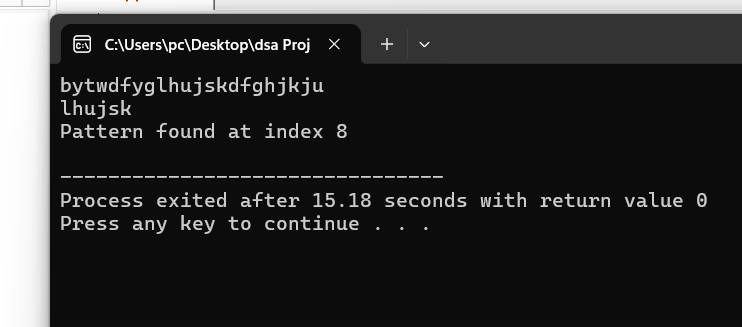 C:\Users\pc\Desktop\dsa Proj
bytwdfyglhujskdfghjkju
lhujsk
Pattern found at index 8
--------------------------------
Process exited after 15.18 seconds with return value 0
Press any key to continue . . .